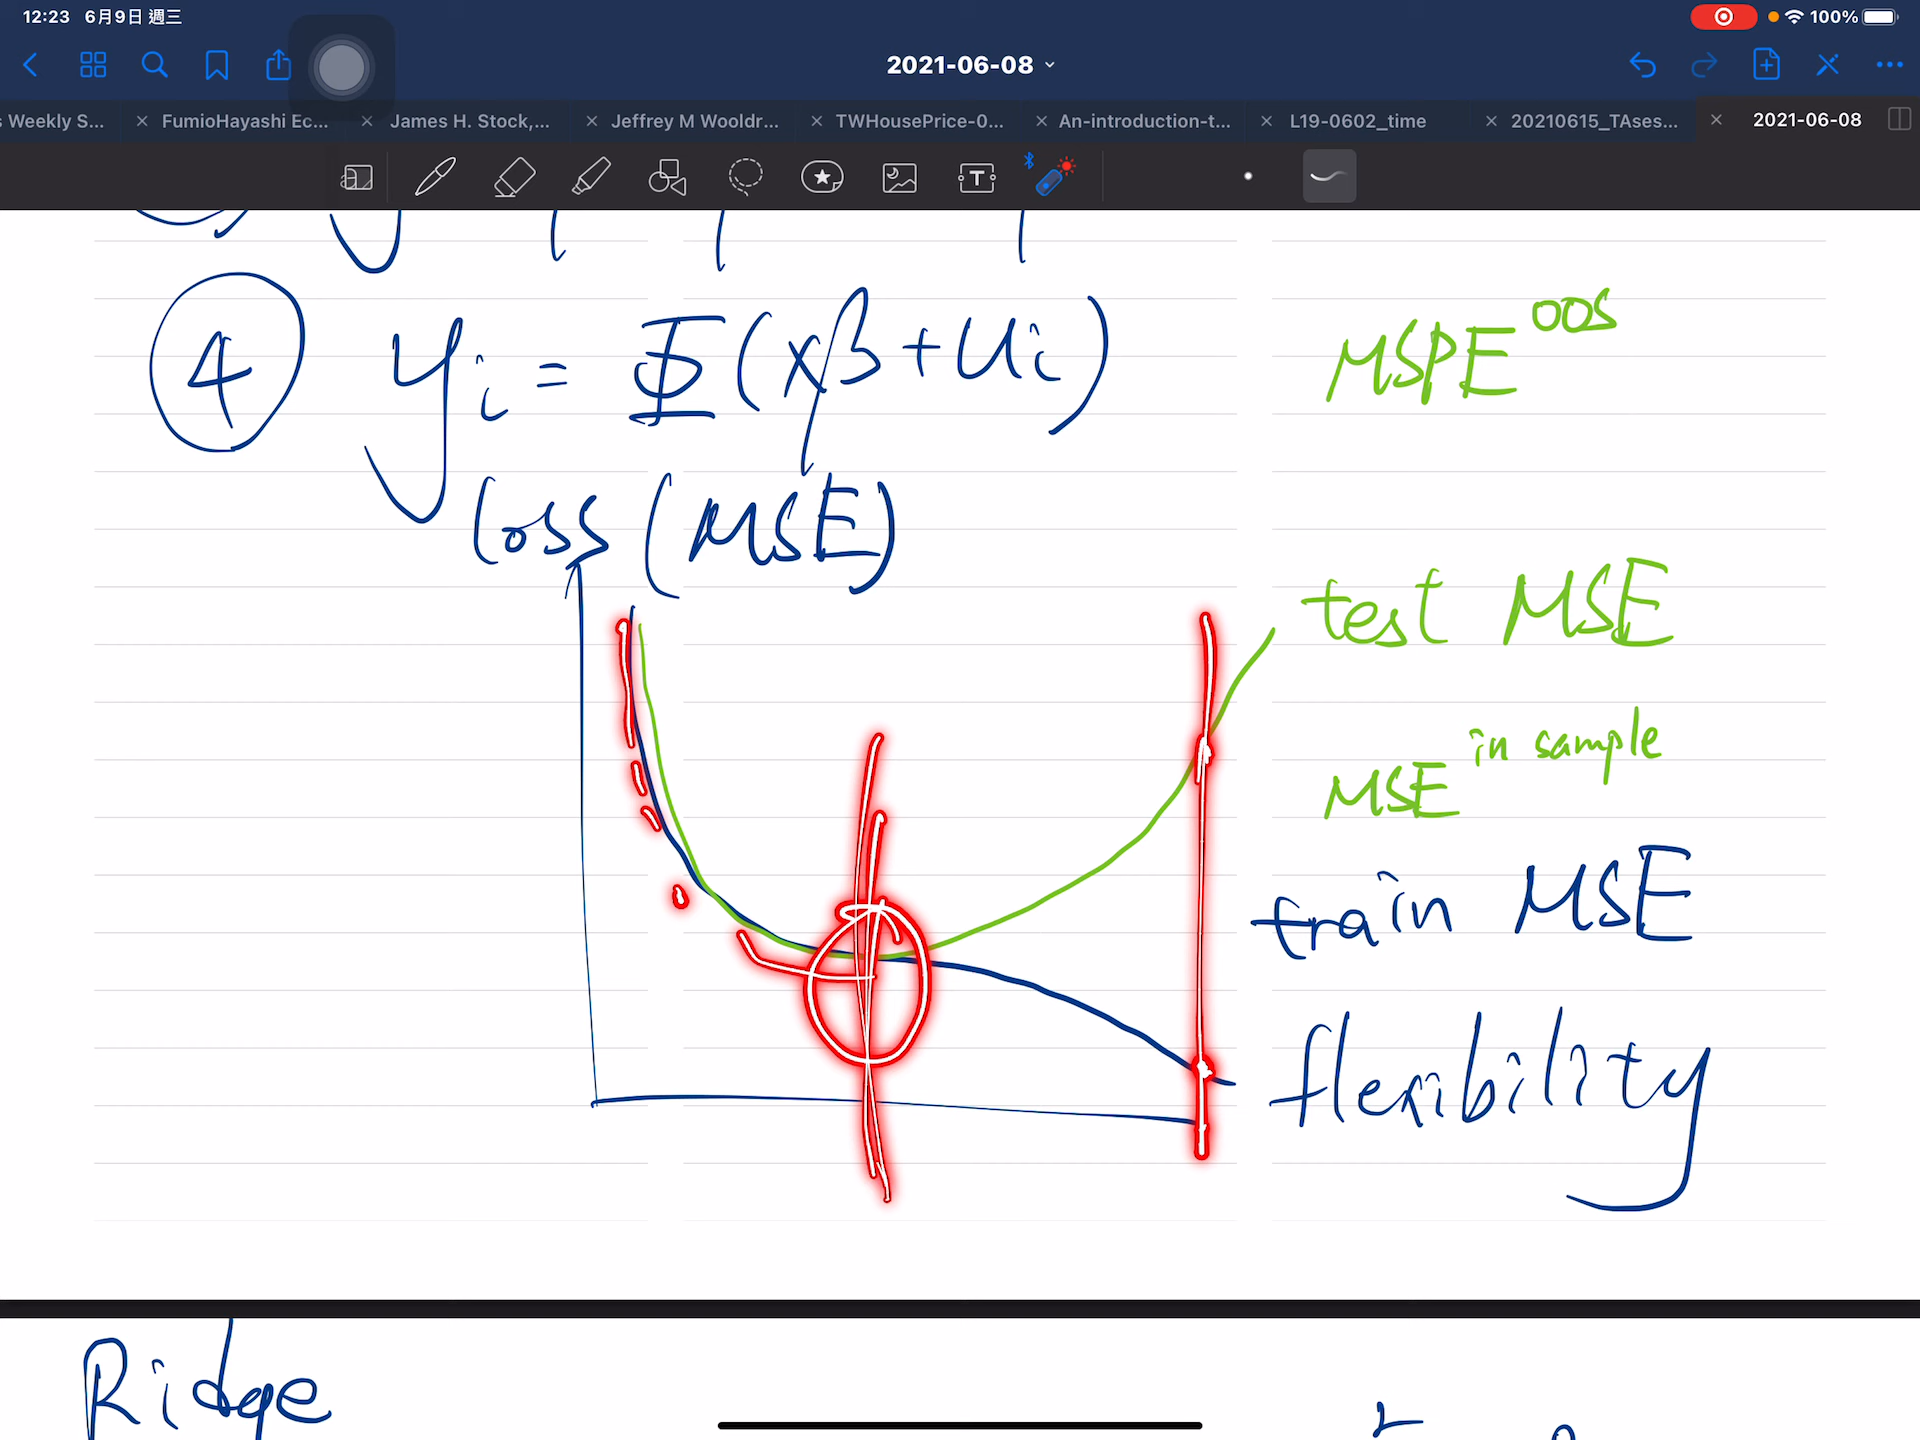 12:23 6月9日 週三
100%
2021-06-08
s Weekly S... × FumioHayashi Ec... × James H. Stock,... × Jeffrey M Wooldr... × TWHousePrice-0... × An-introduction-t... × L19-0602_time × 20210615_TAses... × 2021-06-08
④ yi = Φ(xβ+ui)
MSPE^OOS
loss (MSE)
test MSE
MSE^in sample
train MSE
flexibility
Ridge
2